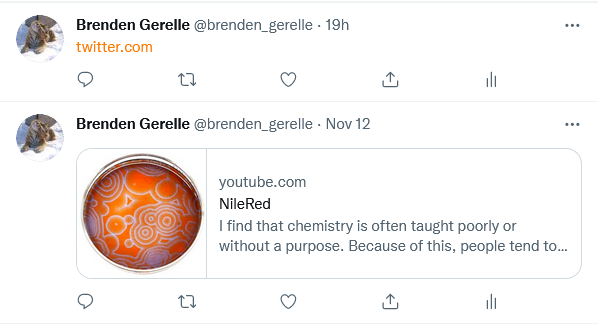 Brenden Gerelle @brenden_gerelle · 19h
twitter.com
Brenden Gerelle @brenden_gerelle · Nov 12
youtube.com
NileRed
I find that chemistry is often taught poorly or
without a purpose. Because of this, people tend to...